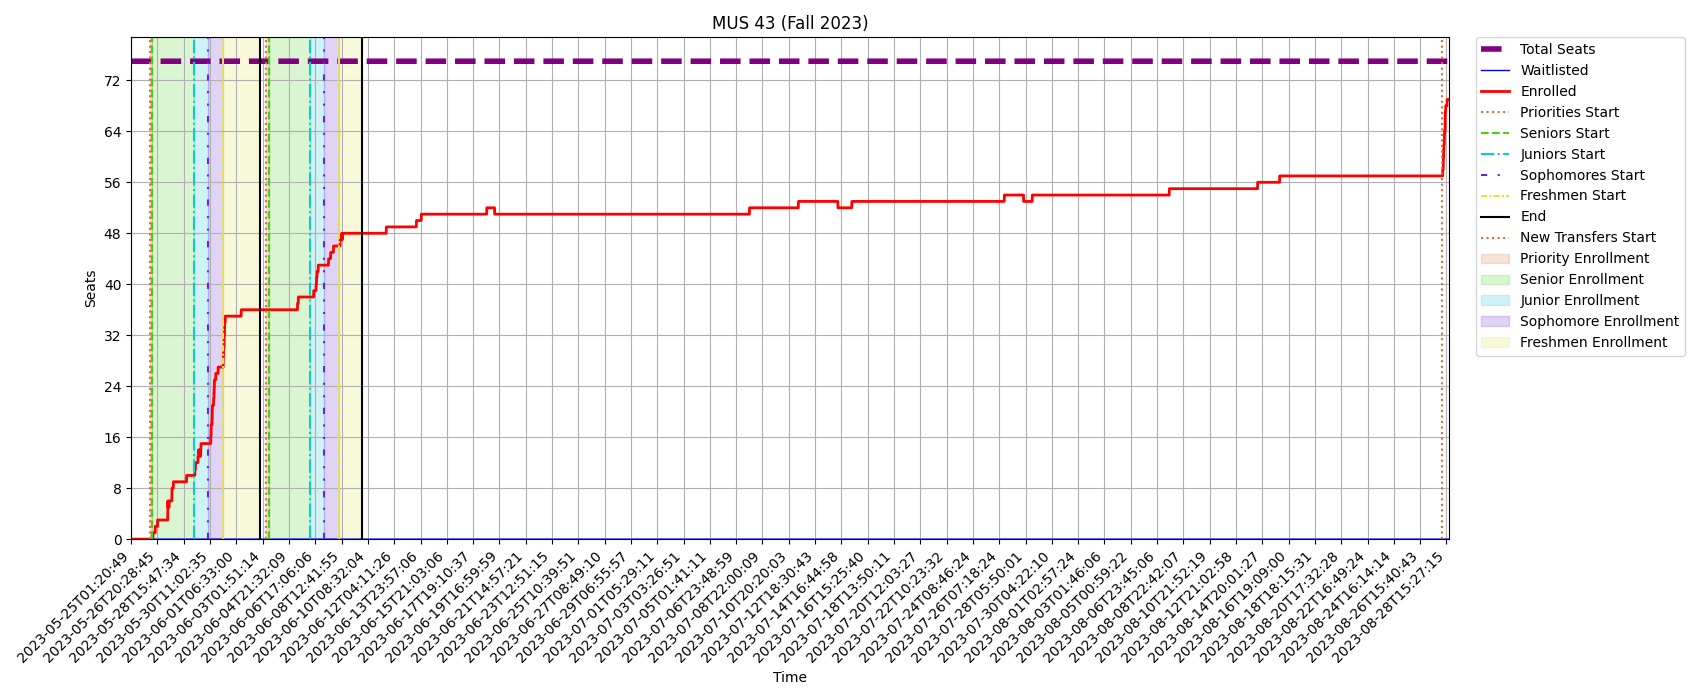 MUS 43 (Fall 2023)
Seats
72
64
56
48
40
32
24
16
8
0
2023-05-25T01:20:49
2023-05-26T20:28:45
2023-05-28T15:47:34
2023-05-30T11:02:35
2023-06-01T06:33:00
2023-06-03T01:51:14
2023-06-04T21:32:09
2023-06-06T17:06:06
2023-06-08T12:41:55
2023-06-10T08:32:04
2023-06-12T04:11:26
2023-06-13T23:57:06
2023-06-15T21:03:06
2023-06-17T19:10:37
2023-06-19T16:59:59
2023-06-21T14:57:21
2023-06-23T12:51:15
2023-06-25T10:39:51
2023-06-27T08:49:10
2023-06-29T06:55:57
2023-07-01T05:29:11
2023-07-03T03:26:51
2023-07-05T01:41:11
2023-07-06T23:48:59
2023-07-08T22:00:09
2023-07-10T20:20:03
2023-07-12T18:30:43
2023-07-14T16:44:58
2023-07-16T15:25:40
2023-07-18T13:50:11
2023-07-20T12:03:27
2023-07-22T10:23:32
2023-07-24T08:46:24
2023-07-26T07:18:24
2023-07-28T05:50:01
2023-07-30T04:22:10
2023-08-01T02:57:24
2023-08-03T01:46:06
2023-08-05T00:59:22
2023-08-06T23:45:06
2023-08-08T22:42:07
2023-08-10T21:52:19
2023-08-12T21:02:58
2023-08-14T20:01:27
2023-08-16T19:09:00
2023-08-18T18:15:31
2023-08-20T17:32:28
2023-08-22T16:49:24
2023-08-24T16:14:14
2023-08-26T15:40:43
2023-08-28T15:27:15
Time
Total Seats
Waitlisted
Enrolled
Priorities Start
Seniors Start
Juniors Start
Sophomores Start
Freshmen Start
End
New Transfers Start
Priority Enrollment
Senior Enrollment
Junior Enrollment
Sophomore Enrollment
Freshmen Enrollment